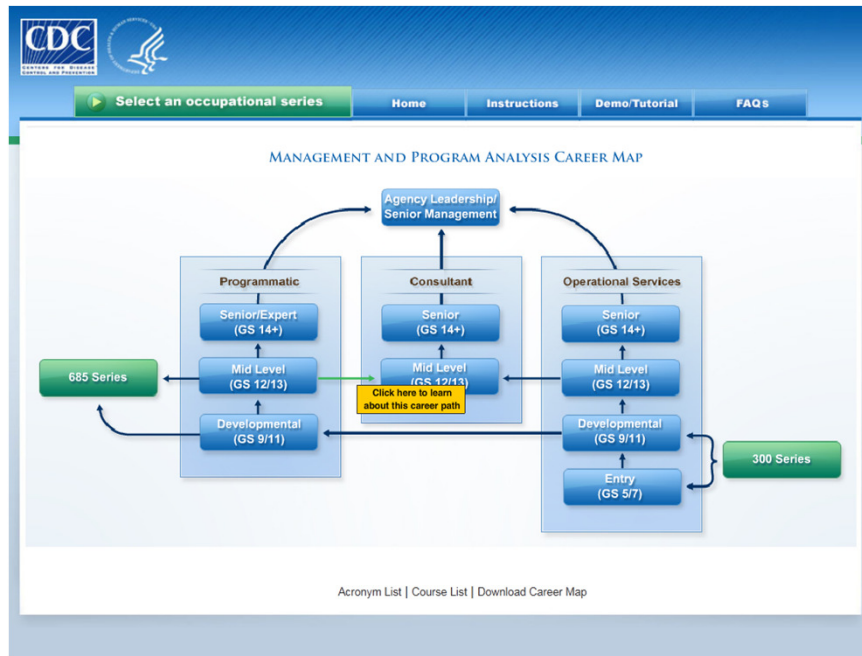 CDC
CENTERS FOR DISEASE
CONTROL AND PREVENTION
Select an occupational series
Home
Instructions
Demo/Tutorial
FAQs
MANAGEMENT AND PROGRAM ANALYSIS CAREER MAP
Agency Leadership/
Senior Management
Programmatic
Consultant
Operational Services
Senior/Expert
(GS 14+)
Senior
(GS 14+)
Senior
(GS 14+)
685 Series
Mid Level
(GS 12/13)
Mid Level
(GS 12/13)
Mid Level
(GS 12/13)
Click here to learn
about this career path
Developmental
(GS 9/11)
Developmental
(GS 9/11)
300 Series
Entry
(GS 5/7)
Acronym List | Course List | Download Career Map